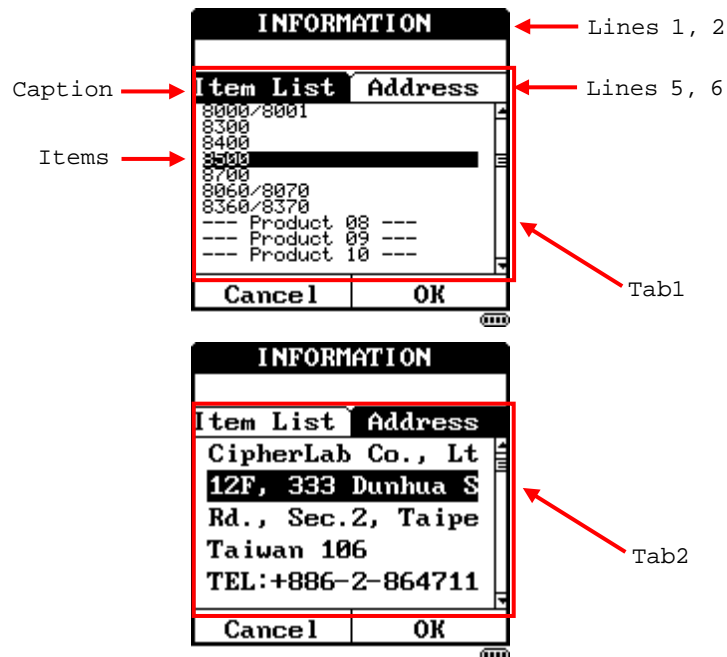 INFORMATION
Lines 1, 2
Caption
Item List Address
Lines 5, 6
8000/8001
8300
8400
Items
8500
8700
8060/8070
8360/8370
--- Product 08 ---
--- Product 09 ---
--- Product 10 ---
Tab1
Cancel OK
INFORMATION
Item List Address
CipherLab Co., Lt
12F, 333 Dunhua S
Rd., Sec.2, Taipe
Taiwan 106
TEL:+886-2-864711
Tab2
Cancel OK